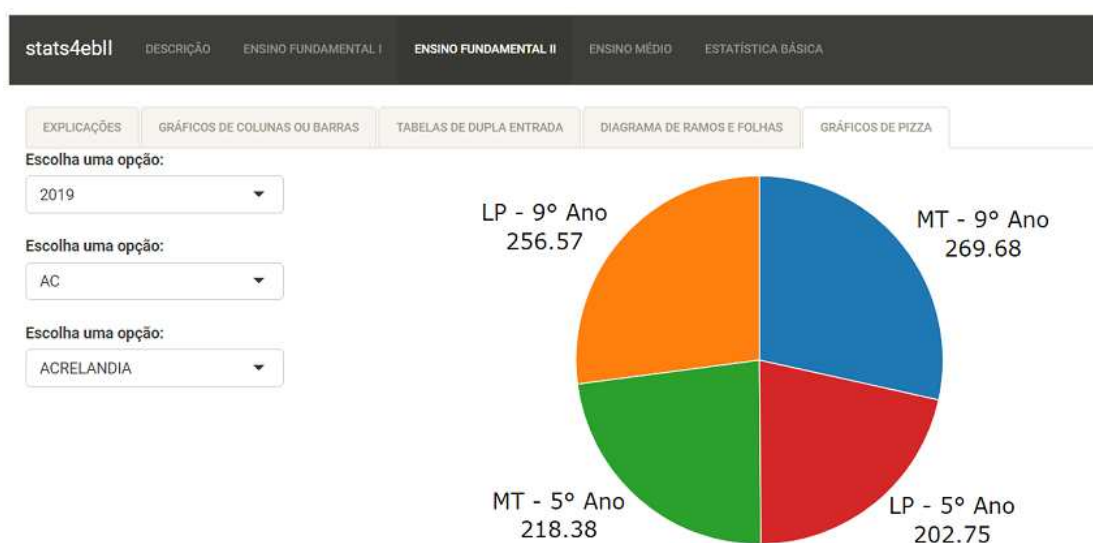 stats4ebII DESCRIÇÃO ENSINO FUNDAMENTAL I ENSINO FUNDAMENTAL II ENSINO MÉDIO ESTATÍSTICA BÁSICA
EXPLICAÇÕES GRÁFICOS DE COLUNAS OU BARRAS TABELAS DE DUPLA ENTRADA DIAGRAMA DE RAMOS E FOLHAS GRÁFICOS DE PIZZA
Escolha uma opção:
2019
Escolha uma opção:
AC
Escolha uma opção:
ACRELANDIA
LP - 9° Ano
256.57
MT - 9° Ano
269.68
MT - 5° Ano
218.38
LP - 5° Ano
202.75